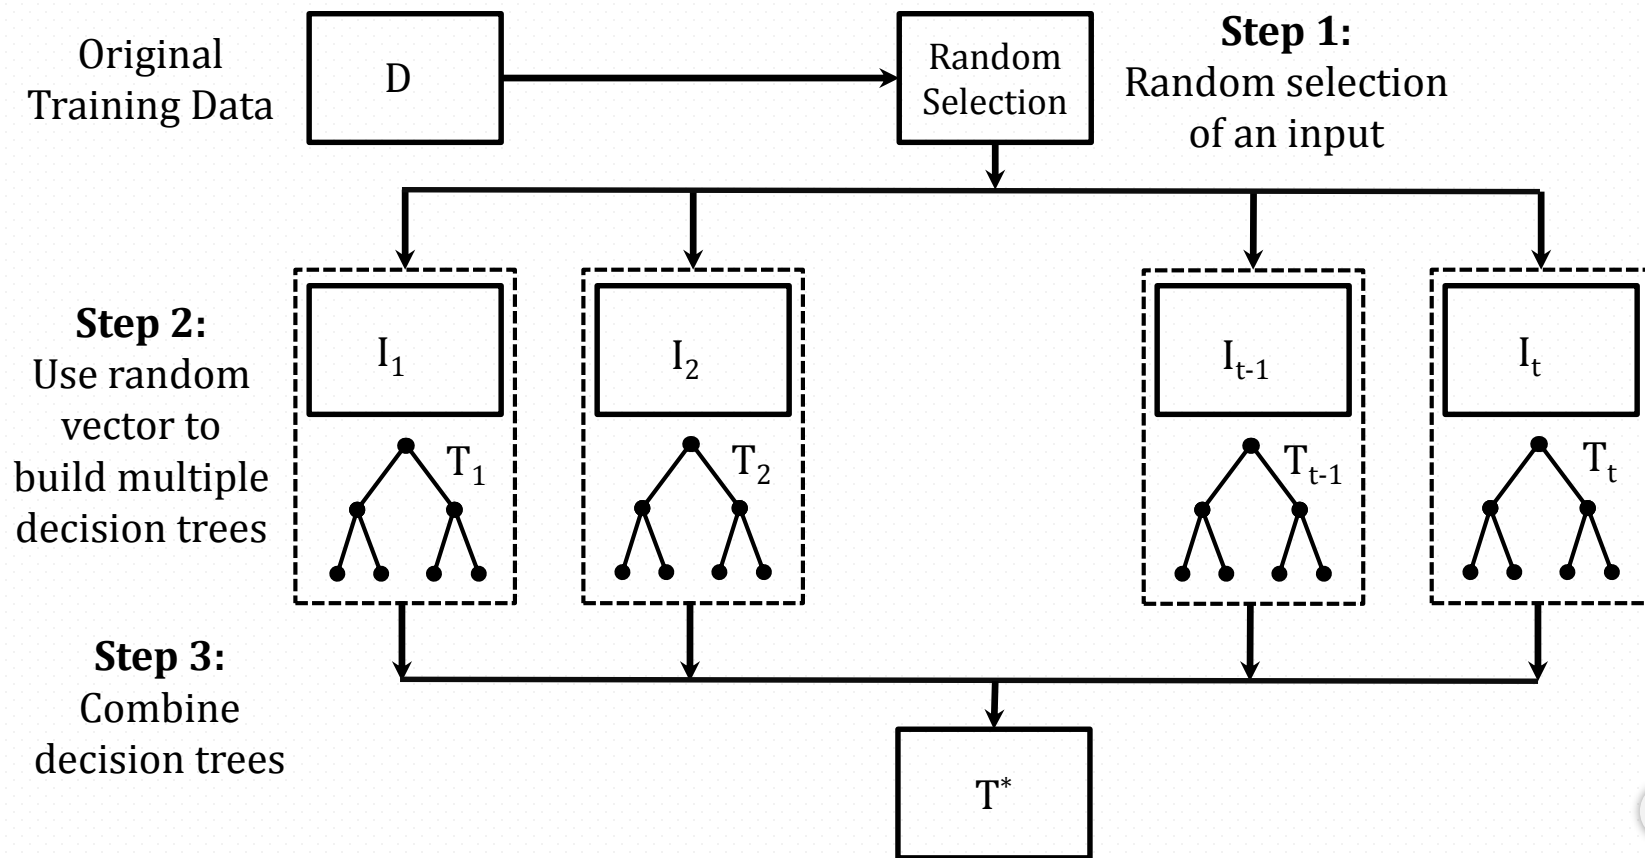 Original
Training Data
D
Random
Selection
Step 1:
Random selection
of an input
Step 2:
Use random
vector to
build multiple
decision trees
I₁
I₂
Iₜ₋₁
Iₜ
T₁
T₂
Tₜ₋₁
Tₜ
Step 3:
Combine
decision trees
T*